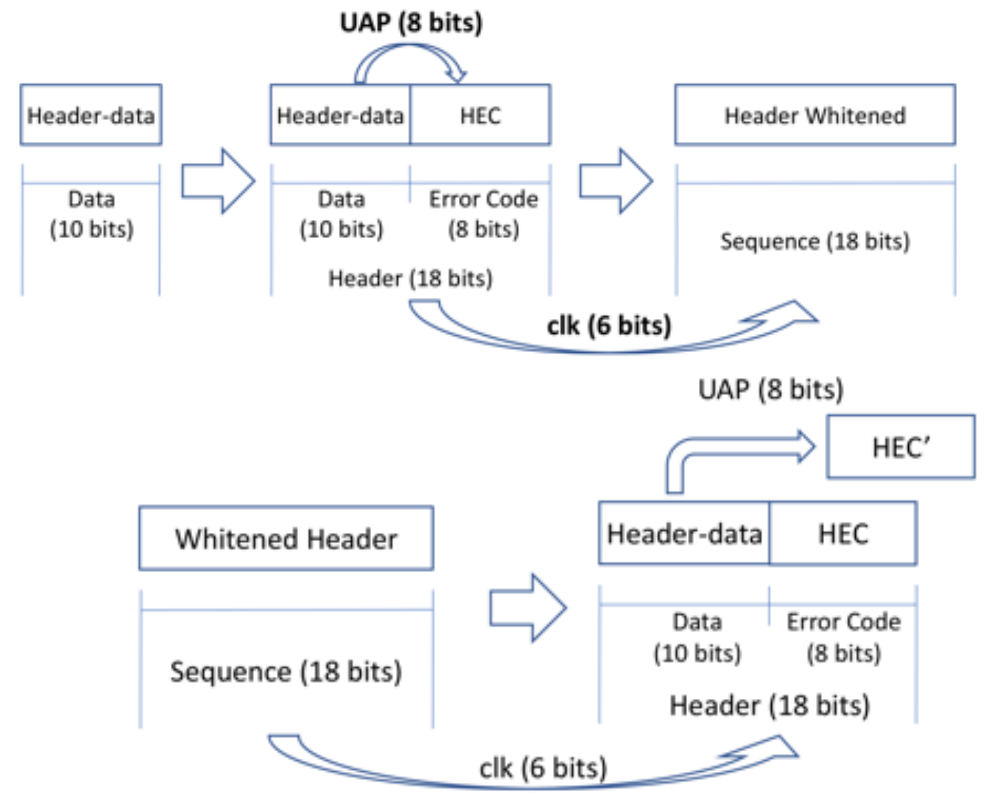 UAP (8 bits)
Header-data
Header-data
HEC
Header Whitened
Data
(10 bits)
Data
(10 bits)
Error Code
(8 bits)
Sequence (18 bits)
Header (18 bits)
clk (6 bits)
UAP (8 bits)
HEC’
Whitened Header
Header-data
HEC
Sequence (18 bits)
Data
(10 bits)
Error Code
(8 bits)
Header (18 bits)
clk (6 bits)